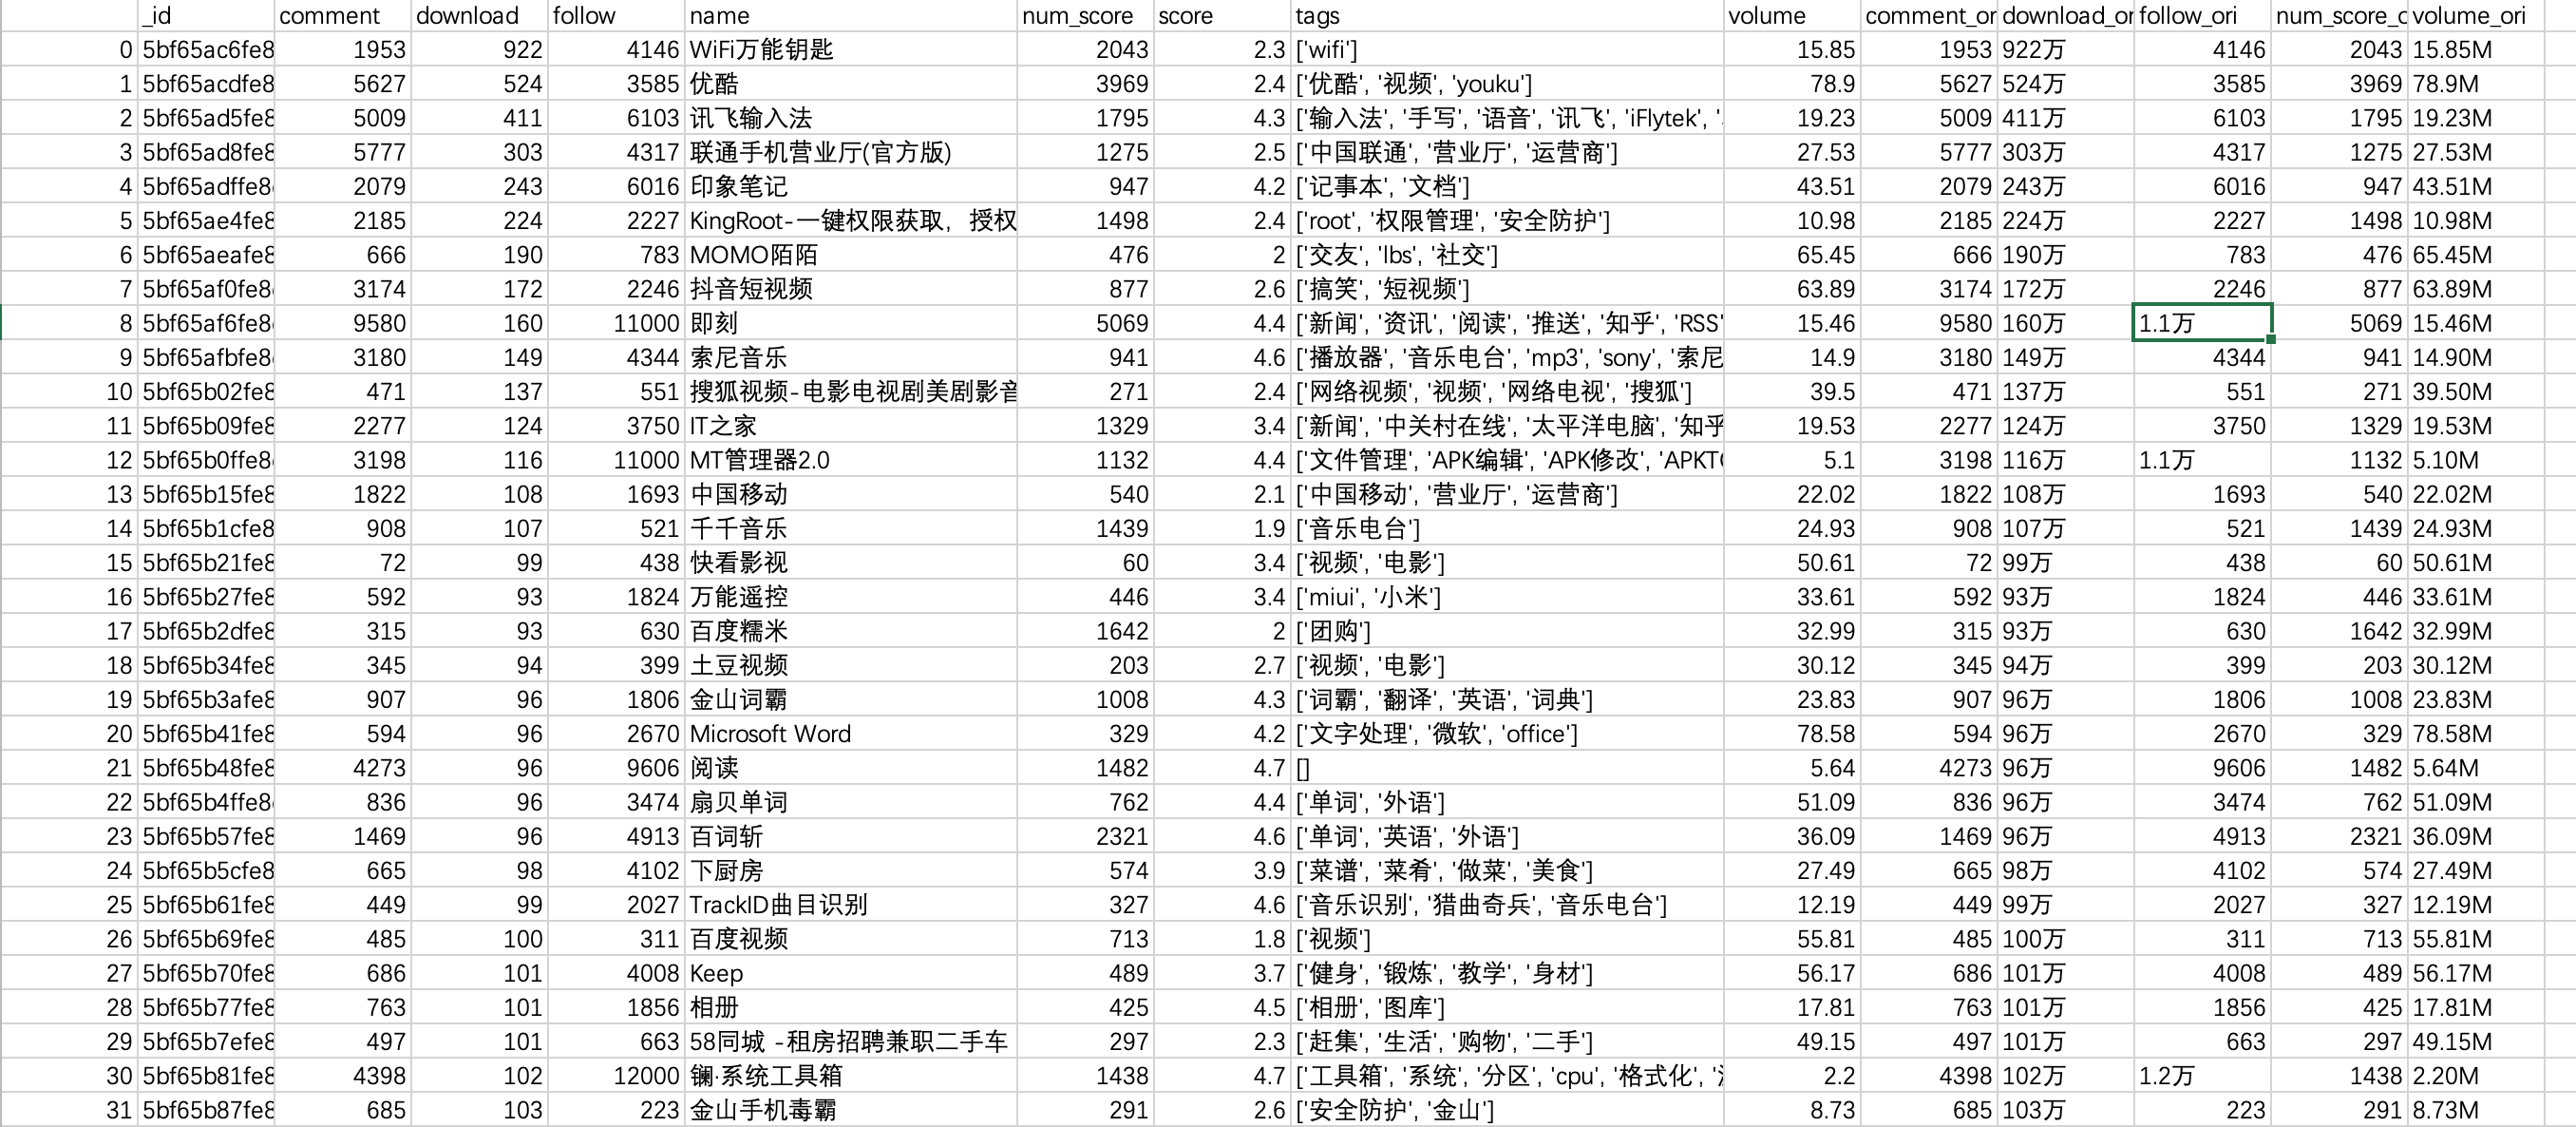 _id comment download follow name num_score score tags volume comment_or download_or follow_ori num_score_o volume_ori
0 5bf65ac6fe8 1953 922 4146 WiFi万能钥匙 2043 2.3 ['wifi'] 15.85 1953 922万 4146 2043 15.85M
1 5bf65acdfe8 5627 524 3585 优酷 3969 2.4 ['优酷', '视频', 'youku'] 78.9 5627 524万 3585 3969 78.9M
2 5bf65ad5fe8 5009 411 6103 讯飞输入法 1795 4.3 ['输入法', '手写', '语音', '讯飞', 'iFlytek', ' 19.23 5009 411万 6103 1795 19.23M
3 5bf65ad8fe8 5777 303 4317 联通手机营业厅(官方版) 1275 2.5 ['中国联通', '营业厅', '运营商'] 27.53 5777 303万 4317 1275 27.53M
4 5bf65adffe8 2079 243 6016 印象笔记 947 4.2 ['记事本', '文档'] 43.51 2079 243万 6016 947 43.51M
5 5bf65ae4fe8 2185 224 2227 KingRoot-一键权限获取，授权 1498 2.4 ['root', '权限管理', '安全防护'] 10.98 2185 224万 2227 1498 10.98M
6 5bf65aeafe8 666 190 783 MOMO陌陌 476 2 ['交友', 'lbs', '社交'] 65.45 666 190万 783 476 65.45M
7 5bf65af0fe8 3174 172 2246 抖音短视频 877 2.6 ['搞笑', '短视频'] 63.89 3174 172万 2246 877 63.89M
8 5bf65af6fe8 9580 160 11000 即刻 5069 4.4 ['新闻', '资讯', '阅读', '推送', '知乎', 'RSS' 15.46 9580 160万 1.1万 5069 15.46M
9 5bf65afbfe8 3180 149 4344 索尼音乐 941 4.6 ['播放器', '音乐电台', 'mp3', 'sony', '索尼 14.9 3180 149万 4344 941 14.90M
10 5bf65b02fe8 471 137 551 搜狐视频-电影电视剧美剧影音 271 2.4 ['网络视频', '视频', '网络电视', '搜狐'] 39.5 471 137万 551 271 39.50M
11 5bf65b09fe8 2277 124 3750 IT之家 1329 3.4 ['新闻', '中关村在线', '太平洋电脑', '知乎 19.53 2277 124万 3750 1329 19.53M
12 5bf65b0ffe8 3198 116 11000 MT管理器2.0 1132 4.4 ['文件管理', 'APK编辑', 'APK修改', 'APKT 5.1 3198 116万 1.1万 1132 5.10M
13 5bf65b15fe8 1822 108 1693 中国移动 540 2.1 ['中国移动', '营业厅', '运营商'] 22.02 1822 108万 1693 540 22.02M
14 5bf65b1cfe8 908 107 521 千千音乐 1439 1.9 ['音乐电台'] 24.93 908 107万 521 1439 24.93M
15 5bf65b21fe8 72 99 438 快看影视 60 3.4 ['视频', '电影'] 50.61 72 99万 438 60 50.61M
16 5bf65b27fe8 592 93 1824 万能遥控 446 3.4 ['miui', '小米'] 33.61 592 93万 1824 446 33.61M
17 5bf65b2dfe8 315 93 630 百度糯米 1642 2 ['团购'] 32.99 315 93万 630 1642 32.99M
18 5bf65b34fe8 345 94 399 土豆视频 203 2.7 ['视频', '电影'] 30.12 345 94万 399 203 30.12M
19 5bf65b3afe8 907 96 1806 金山词霸 1008 4.3 ['词霸', '翻译', '英语', '词典'] 23.83 907 96万 1806 1008 23.83M
20 5bf65b41fe8 594 96 2670 Microsoft Word 329 4.2 ['文字处理', '微软', 'office'] 78.58 594 96万 2670 329 78.58M
21 5bf65b48fe8 4273 96 9606 阅读 1482 4.7 [] 5.64 4273 96万 9606 1482 5.64M
22 5bf65b4ffe8 836 96 3474 扇贝单词 762 4.4 ['单词', '外语'] 51.09 836 96万 3474 762 51.09M
23 5bf65b57fe8 1469 96 4913 百词斩 2321 4.6 ['单词', '英语', '外语'] 36.09 1469 96万 4913 2321 36.09M
24 5bf65b5cfe8 665 98 4102 下厨房 574 3.9 ['菜谱', '菜肴', '做菜', '美食'] 27.49 665 98万 4102 574 27.49M
25 5bf65b61fe8 449 99 2027 TrackID曲目识别 327 4.6 ['音乐识别', '猎曲奇兵', '音乐电台'] 12.19 449 99万 2027 327 12.19M
26 5bf65b69fe8 485 100 311 百度视频 713 1.8 ['视频'] 55.81 485 100万 311 713 55.81M
27 5bf65b70fe8 686 101 4008 Keep 489 3.7 ['健身', '锻炼', '教学', '身材'] 56.17 686 101万 4008 489 56.17M
28 5bf65b77fe8 763 101 1856 相册 425 4.5 ['相册', '图库'] 17.81 763 101万 1856 425 17.81M
29 5bf65b7efe8 497 101 663 58同城 -租房招聘兼职二手车 297 2.3 ['赶集', '生活', '购物', '二手'] 49.15 497 101万 663 297 49.15M
30 5bf65b81fe8 4398 102 12000 镧·系统工具箱 1438 4.7 ['工具箱', '系统', '分区', 'cpu', '格式化', ' 2.2 4398 102万 1.2万 1438 2.20M
31 5bf65b87fe8 685 103 223 金山手机毒霸 291 2.6 ['安全防护', '金山'] 8.73 685 103万 223 291 8.73M